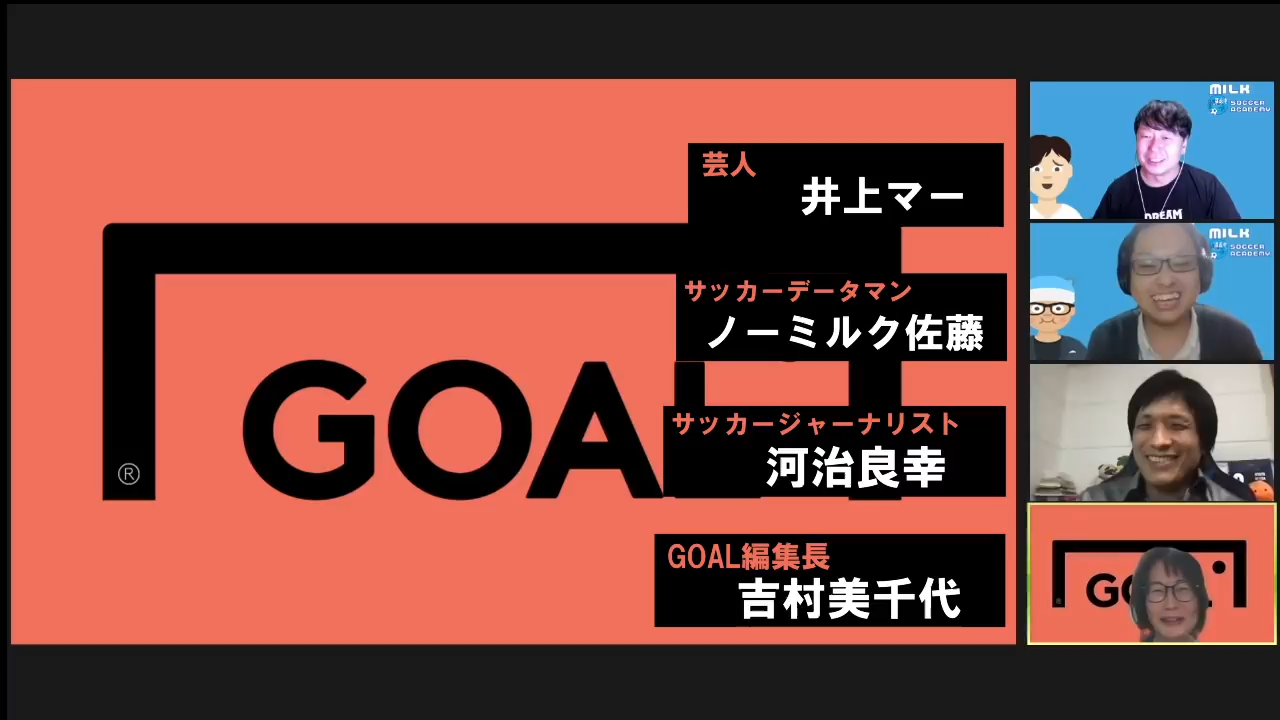 芸人
井上マー
サッカーデータマン
ノーミルク佐藤
サッカージャーナリスト
河治良幸
GOAL編集長
吉村美千代
GOAL
®
MILK
SOCCER
ACADEMY
DREAM
MILK
SOCCER
ACADEMY